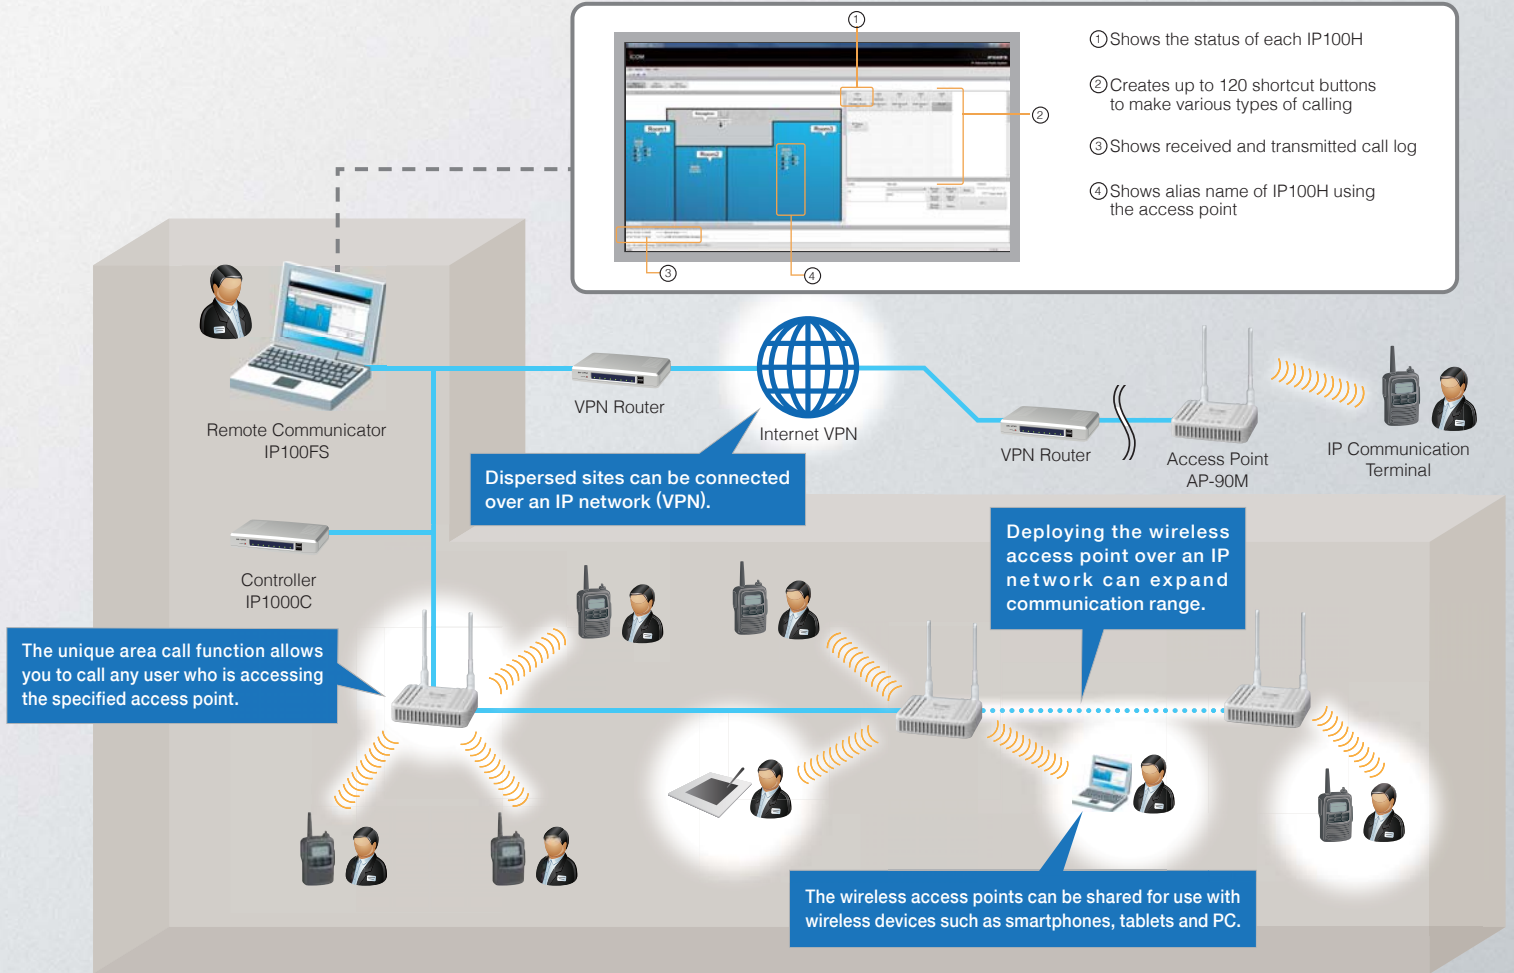 ①
①Shows the status of each IP100H
②Creates up to 120 shortcut buttons
to make various types of calling
②
③Shows received and transmitted call log
④Shows alias name of IP100H using
the access point
③
④
Room1
Room2
Room3
Remote Communicator
IP100FS
VPN Router
Internet VPN
VPN Router
Access Point
AP-90M
IP Communication
Terminal
Dispersed sites can be connected
over an IP network (VPN).
Deploying the wireless
access point over an IP
network can expand
communication range.
Controller
IP1000C
The unique area call function allows
you to call any user who is accessing
the specified access point.
The wireless access points can be shared for use with
wireless devices such as smartphones, tablets and PC.